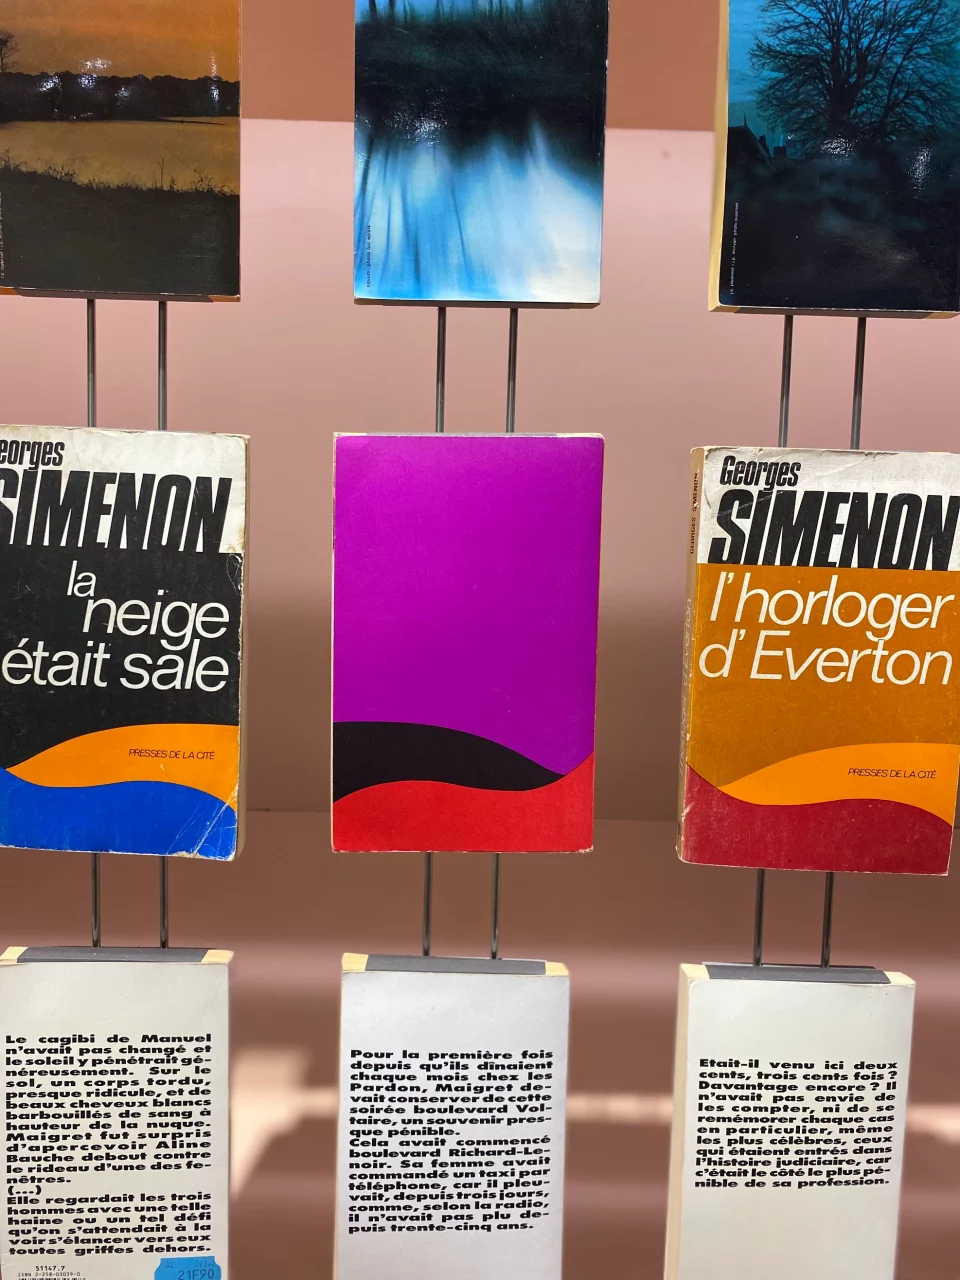 Georges
SIMENON
la
neige
était sale
PRESSES DE LA CITÉ
GEORGES SIMENON
Georges
SIMENON
l'horloger
d'Everton
PRESSES DE LA CITÉ
Le cagibi de Manuel
n'avait pas changé et
le soleil y pénétrait gé-
néreusement. Sur le
sol, un corps tordu,
presque ridicule, et de
beaux cheveux blancs
barbouillés de sang à
hauteur de la nuque.
Maigret fut surpris
d'apercevoir Aline
Bauche debout contre
le rideau d'une des fe-
nêtres.
(...)
Elle regardait les trois
hommes avec une telle
haine ou un tel défi
qu'on s'attendait à la
voir s'élancer vers eux
toutes griffes dehors.
51147.7
21F90
Pour la première fois
depuis qu'ils dînaient
chaque mois chez les
Pardon, Maigret de-
vait conserver de cette
soirée boulevard Vol-
taire, un souvenir pres-
que pénible.
Cela avait commencé
boulevard Richard-Le-
noir. Sa femme avait
commandé un taxi par
téléphone, car il pleu-
vait, depuis trois jours,
comme, selon la radio,
il n'avait pas plu de-
puis trente-cinq ans.
Etait-il venu ici deux
cents, trois cents fois ?
Davantage encore ? Il
n'avait pas envie de
les compter, ni de se
remémorer chaque cas
en particulier, même
les plus célèbres, ceux
qui étaient entrés dans
l'histoire judiciaire, car
c'était le côté le plus pé-
nible de sa profession.